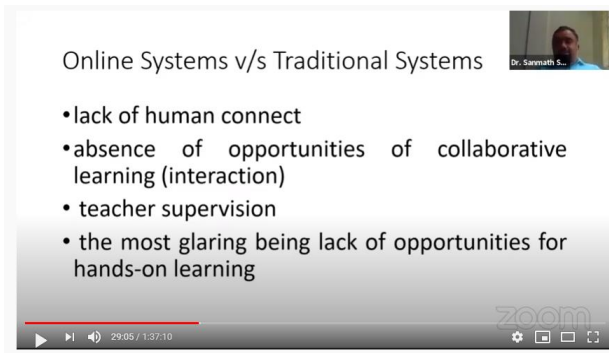 Online Systems v/s Traditional Systems
Dr. Sanmath S...
•lack of human connect
•absence of opportunities of collaborative
learning (interaction)
• teacher supervision
• the most glaring being lack of opportunities for
hands-on learning
zoom
29:05 / 1:37:10